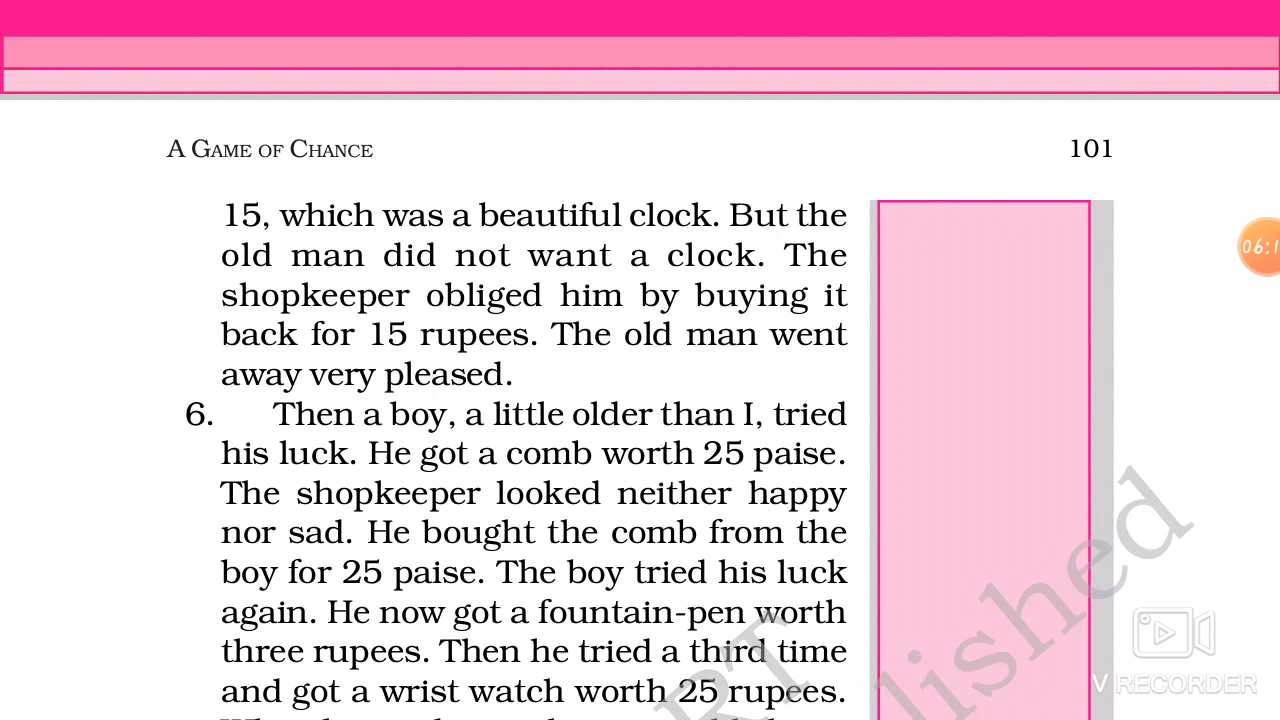 A GAME OF CHANCE 101
15, which was a beautiful clock. But the
old man did not want a clock. The
shopkeeper obliged him by buying it
back for 15 rupees. The old man went
away very pleased.
6. Then a boy, a little older than I, tried
his luck. He got a comb worth 25 paise.
The shopkeeper looked neither happy
nor sad. He bought the comb from the
boy for 25 paise. The boy tried his luck
again. He now got a fountain-pen worth
three rupees. Then he tried a third time
and got a wrist watch worth 25 rupees.
06:1
RT
lished
V RECORDER